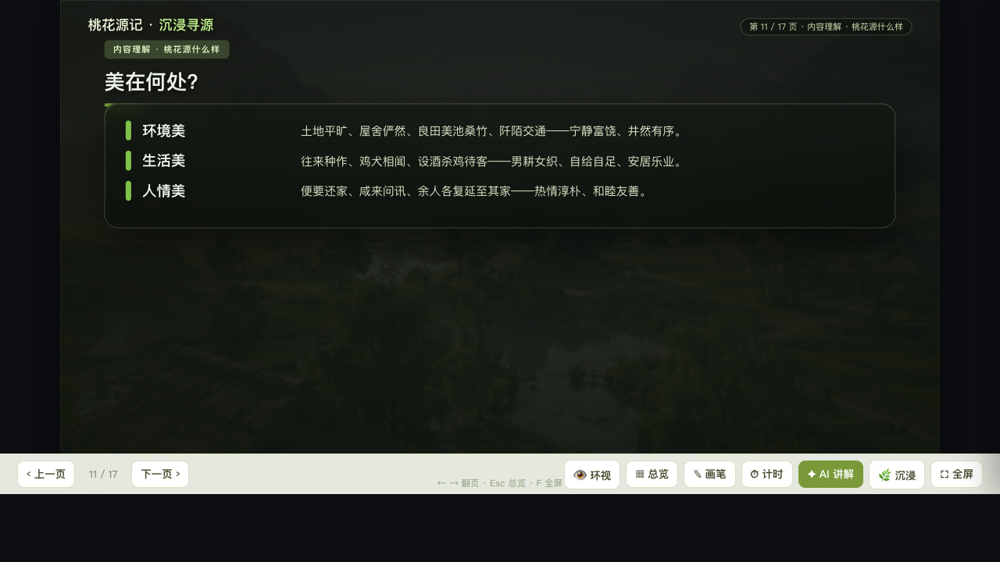 桃花源记 · 沉浸寻源
第 11 / 17 页 · 内容理解 · 桃花源什么样
内容理解 · 桃花源什么样
美在何处?
环境美 土地平旷、屋舍俨然、良田美池桑竹、阡陌交通——宁静富饶、井然有序。
生活美 往来种作、鸡犬相闻、设酒杀鸡待客——男耕女织、自给自足、安居乐业。
人情美 便要还家、咸来问讯、余人各复延至其家——热情淳朴、和睦友善。
‹ 上一页 11 / 17 下一页 › ← → 翻页 · Esc 总览 · F 全屏 环视 总览 画笔 计时 AI 讲解 沉浸 全屏